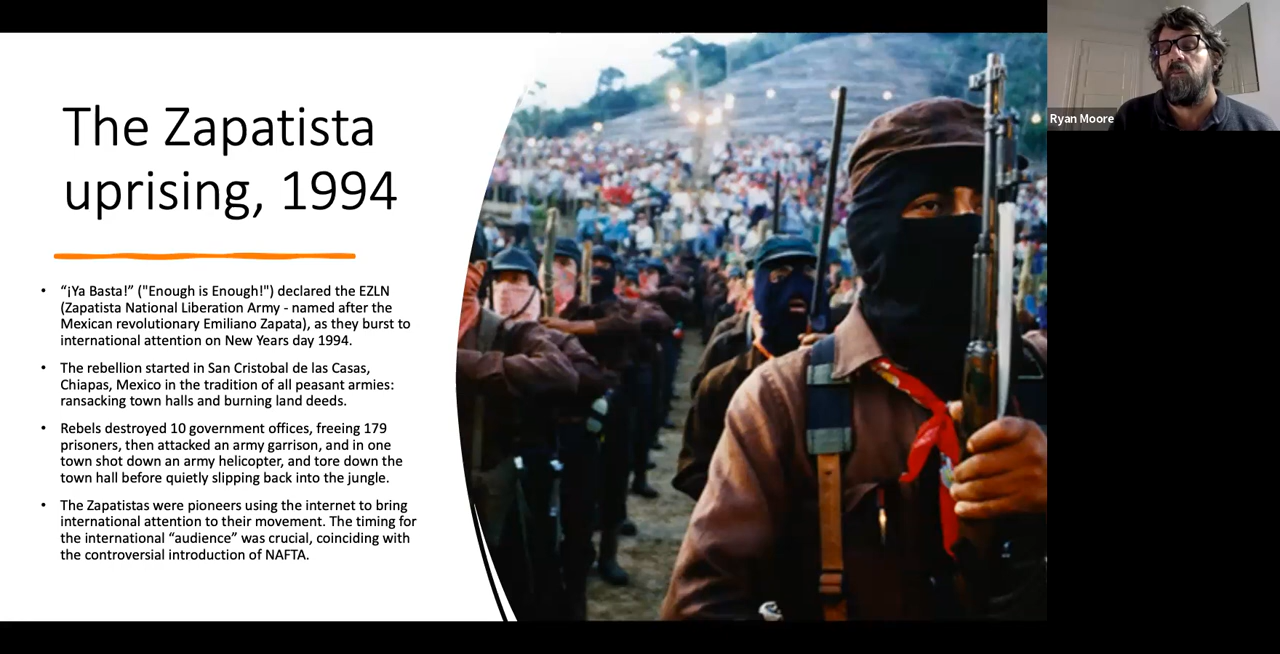 The Zapatista
uprising, 1994
• “¡Ya Basta!” ("Enough is Enough!") declared the EZLN
(Zapatista National Liberation Army - named after the
Mexican revolutionary Emiliano Zapata), as they burst to
international attention on New Years day 1994.
• The rebellion started in San Cristobal de las Casas,
Chiapas, Mexico in the tradition of all peasant armies:
ransacking town halls and burning land deeds.
• Rebels destroyed 10 government offices, freeing 179
prisoners, then attacked an army garrison, and in one
town shot down an army helicopter, and tore down the
town hall before quietly slipping back into the jungle.
• The Zapatistas were pioneers using the internet to bring
international attention to their movement. The timing for
the international “audience” was crucial, coinciding with
the controversial introduction of NAFTA.
Ryan Moore